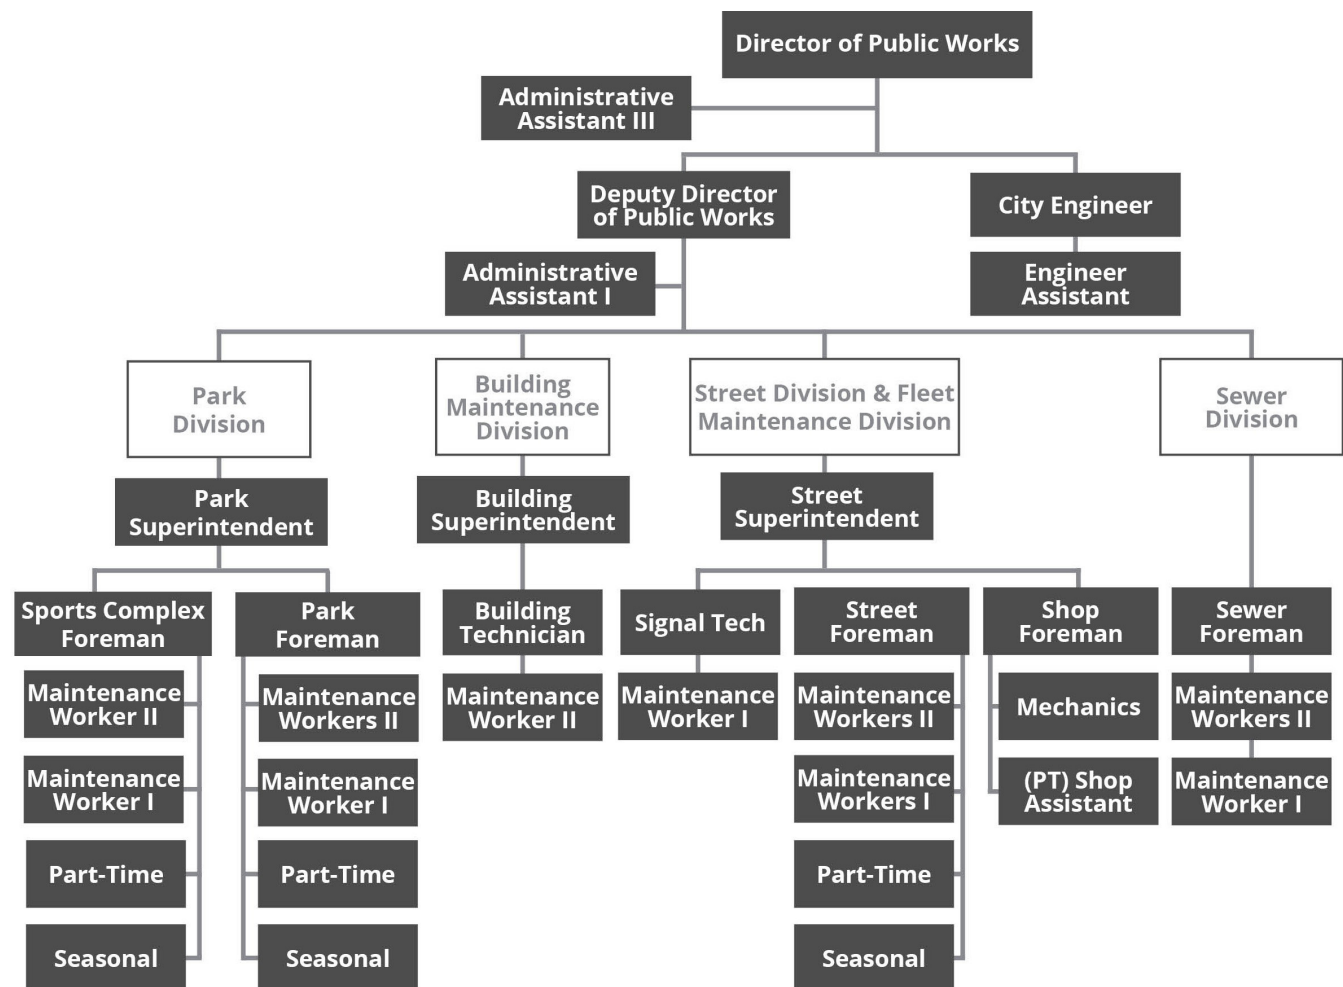 Director of Public Works
Administrative
Assistant III
Deputy Director
of Public Works
City Engineer
Administrative
Assistant I
Engineer
Assistant
Park
Division
Building
Maintenance
Division
Street Division & Fleet
Maintenance Division
Sewer
Division
Park
Superintendent
Building
Superintendent
Street
Superintendent
Sports Complex
Foreman
Park
Foreman
Building
Technician
Signal Tech
Street
Foreman
Shop
Foreman
Sewer
Foreman
Maintenance
Worker II
Maintenance
Workers II
Maintenance
Worker II
Maintenance
Worker I
Maintenance
Workers II
Mechanics
Maintenance
Workers II
Maintenance
Worker I
Maintenance
Worker I
Maintenance
Workers I
(PT) Shop
Assistant
Maintenance
Worker I
Part-Time
Part-Time
Part-Time
Seasonal
Seasonal
Seasonal